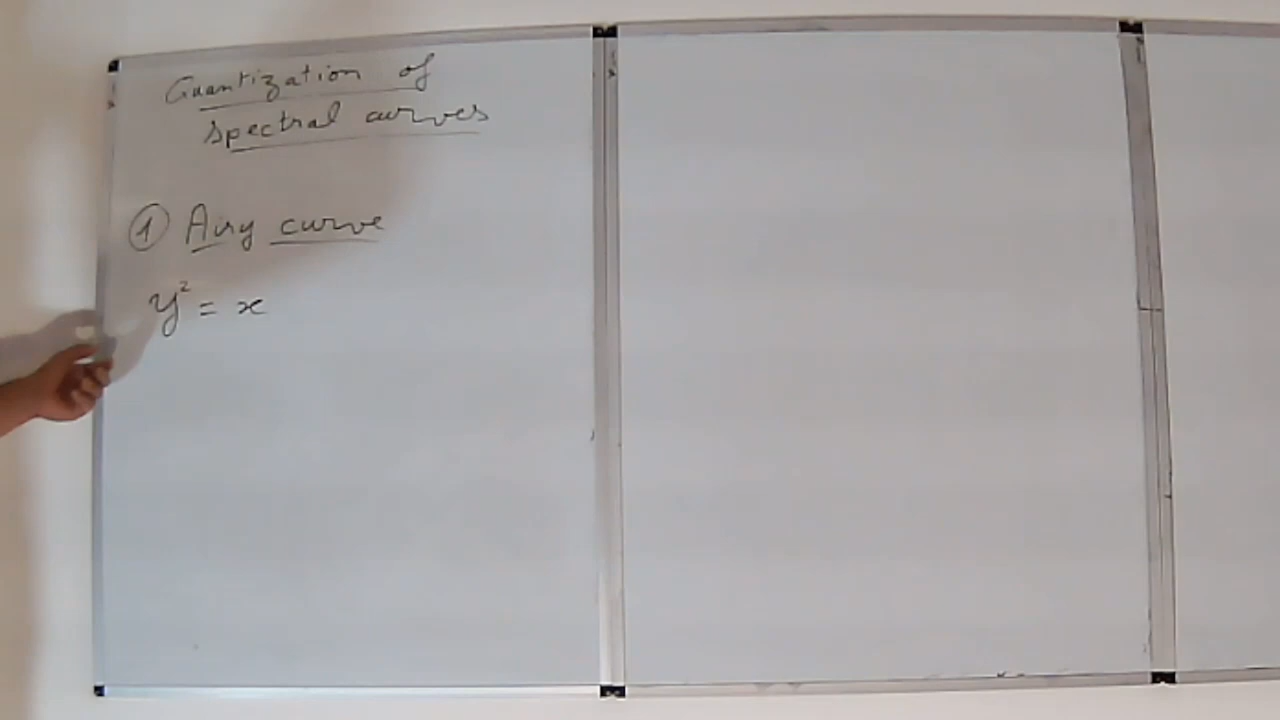 Quantization of
spectral curves
① Airy curve
y² = x